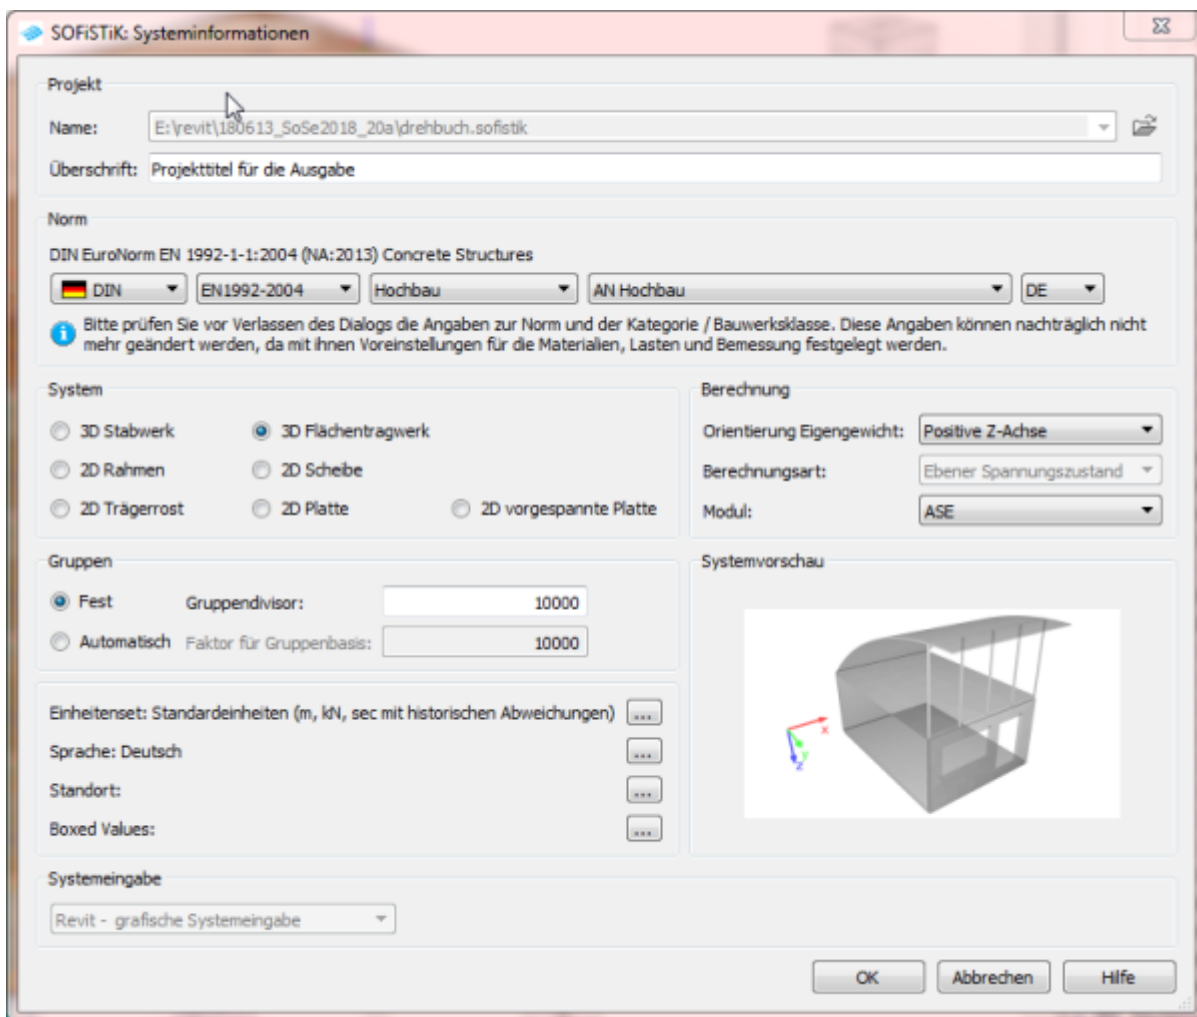 SOFiSTiK: Systeminformationen
Projekt
Name: E:\revit\180613_SoSe2018_20a\drehbuch.sofistik
Überschrift: Projekttitel für die Ausgabe
Norm
DIN EuroNorm EN 1992-1-1:2004 (NA:2013) Concrete Structures
DIN EN1992-2004 Hochbau AN Hochbau DE
Bitte prüfen Sie vor Verlassen des Dialogs die Angaben zur Norm und der Kategorie / Bauwerksklasse. Diese Angaben können nachträglich nicht
mehr geändert werden, da mit ihnen Voreinstellungen für die Materialien, Lasten und Bemessung festgelegt werden.
System
3D Stabwerk 3D Flächentragwerk
2D Rahmen 2D Scheibe
2D Trägerrost 2D Platte 2D vorgespannte Platte
Berechnung
Orientierung Eigengewicht: Positive Z-Achse
Berechnungsart: Ebener Spannungszustand
Modul: ASE
Gruppen
Fest Gruppendivisor: 10000
Automatisch Faktor für Gruppenbasis: 10000
Systemvorschau
x
y
z
Einheitenset: Standardeinheiten (m, kN, sec mit historischen Abweichungen) ...
Sprache: Deutsch ...
Standort: ...
Boxed Values: ...
Systemeingabe
Revit - grafische Systemeingabe
OK Abbrechen Hilfe